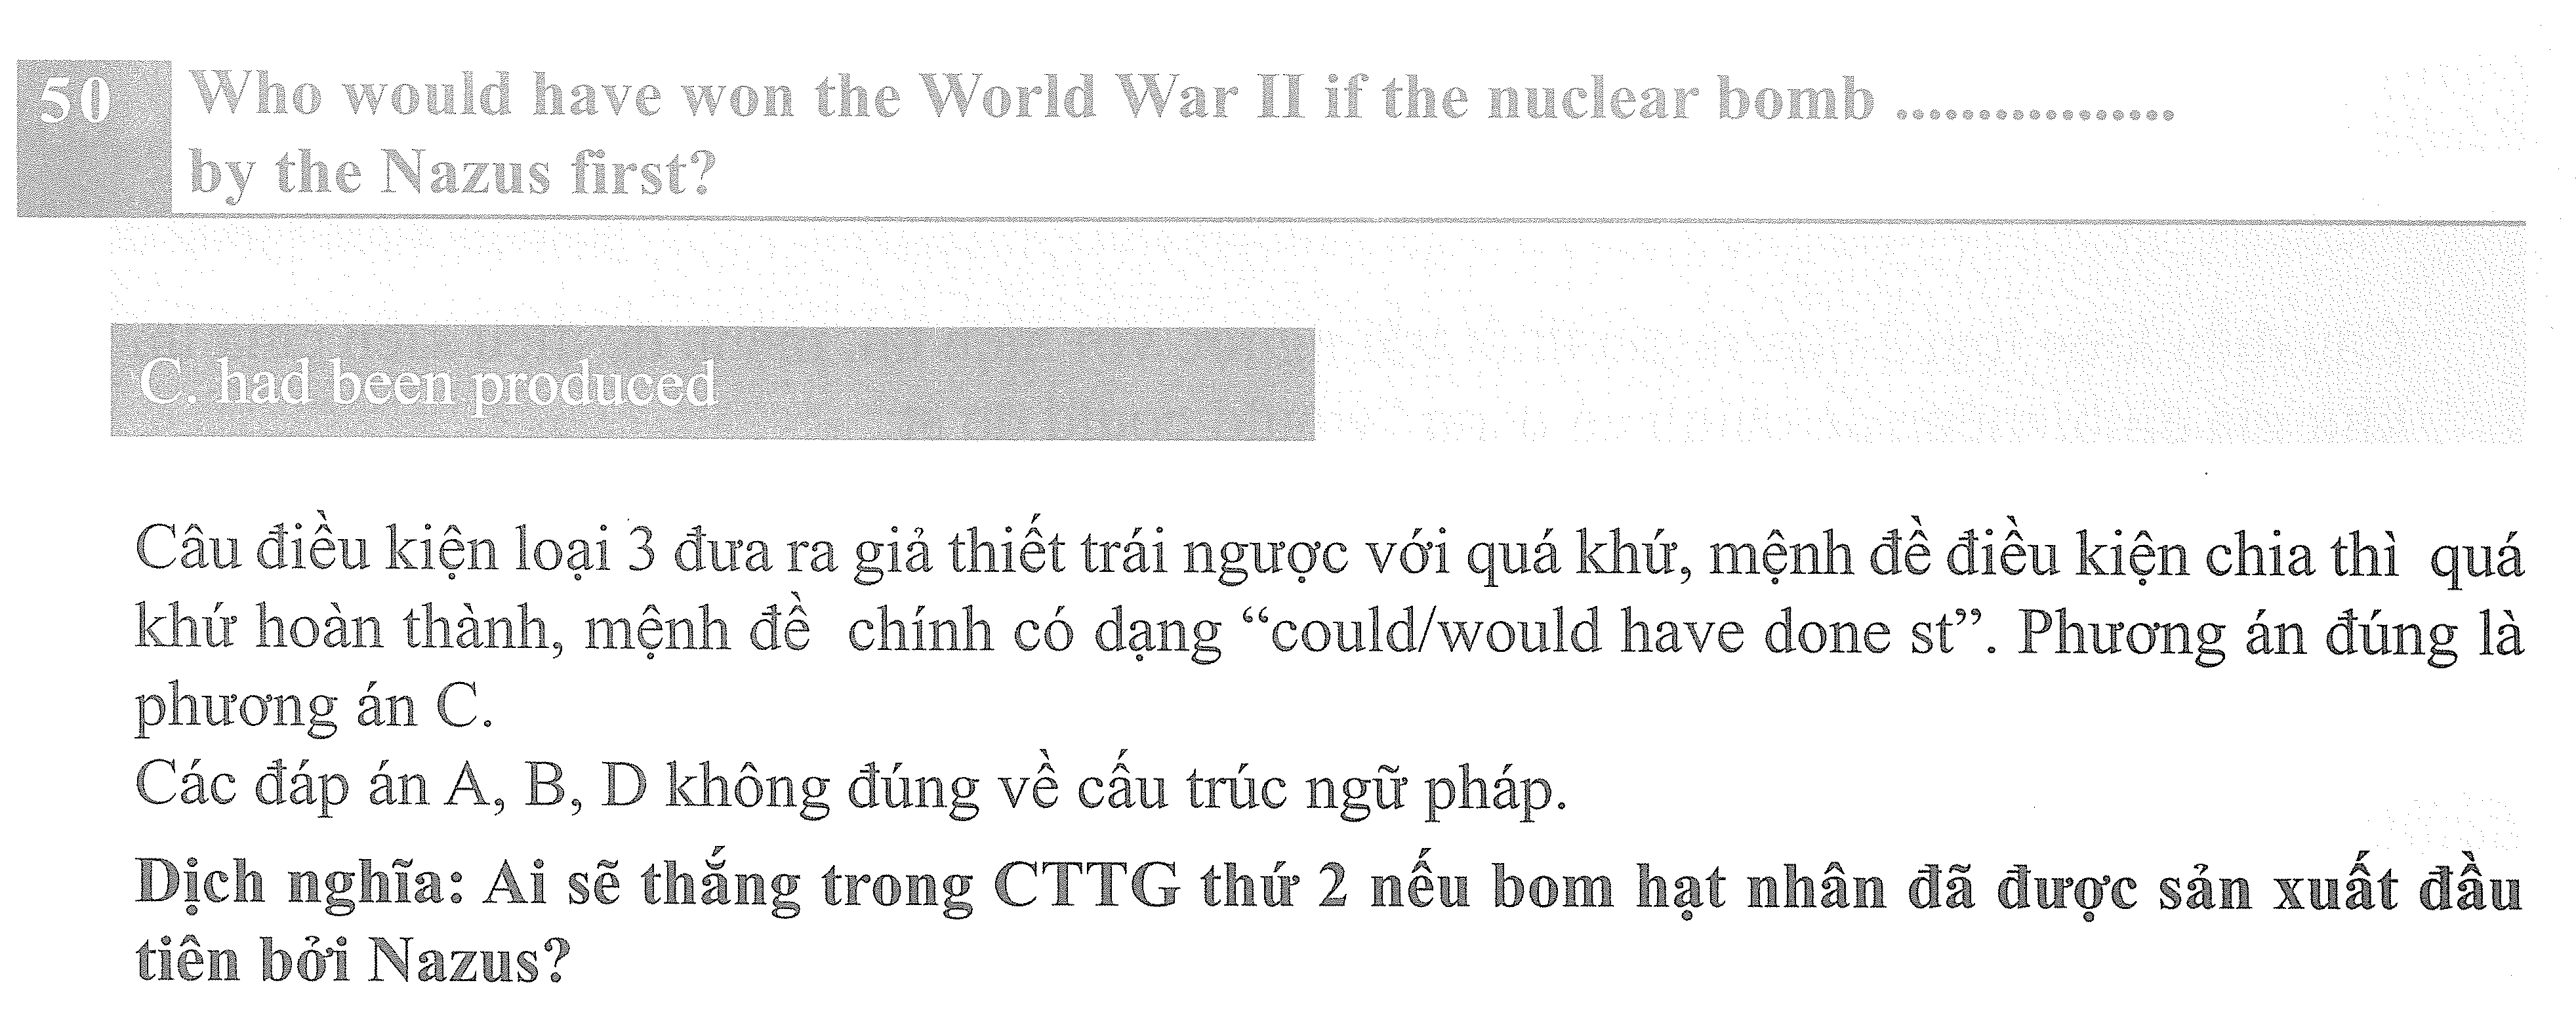 50 Who would have won the World War II if the nuclear bomb .................
by the Nazus first?
C. had been produced
Câu điều kiện loại 3 đưa ra giả thiết trái ngược với quá khứ, mệnh đề điều kiện chia thì quá
khứ hoàn thành, mệnh đề chính có dạng “could/would have done st”. Phương án đúng là
phương án C.
Các đáp án A, B, D không đúng về cấu trúc ngữ pháp.
Dịch nghĩa: Ai sẽ thắng trong CTTG thứ 2 nếu bom hạt nhân đã được sản xuất đầu
tiên bởi Nazus?